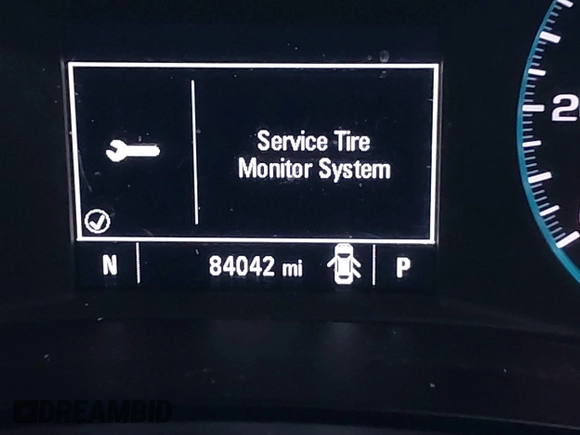 Service Tire
Monitor System
N 84042 mi P
2
DREAMBID